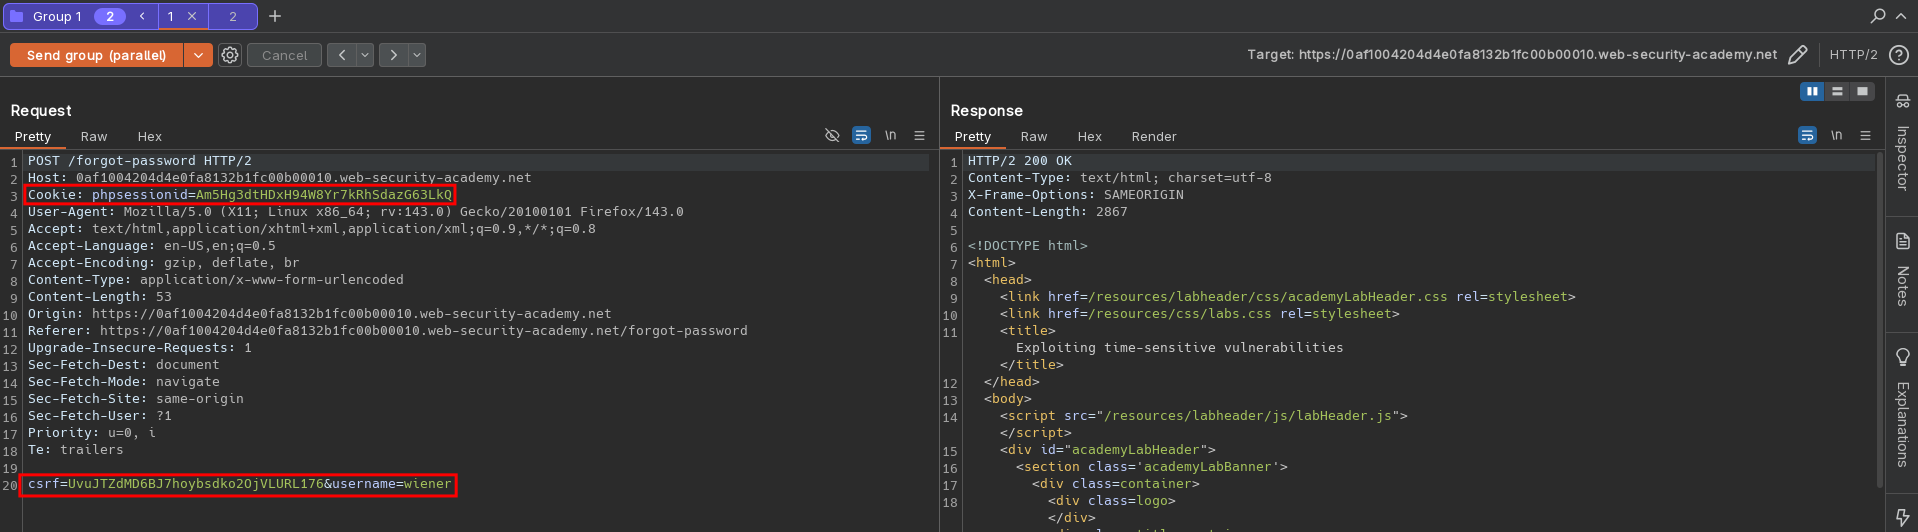 Group 1 2 < 1 × 2 +
Send group (parallel) Cancel < > Target: https://0af1004204d4e0fa8132b1fc00b00010.web-security-academy.net HTTP/2 ?
Request
Pretty Raw Hex \n
1 POST /forgot-password HTTP/2
2 Host: 0af1004204d4e0fa8132b1fc00b00010.web-security-academy.net
3 Cookie: phpsessionid=Am5Hg3dtHDxH94W8Yr7kRhSdazG63LkQ
4 User-Agent: Mozilla/5.0 (X11; Linux x86_64; rv:143.0) Gecko/20100101 Firefox/143.0
5 Accept: text/html,application/xhtml+xml,application/xml;q=0.9,*/*;q=0.8
6 Accept-Language: en-US,en;q=0.5
7 Accept-Encoding: gzip, deflate, br
8 Content-Type: application/x-www-form-urlencoded
9 Content-Length: 53
10 Origin: https://0af1004204d4e0fa8132b1fc00b00010.web-security-academy.net
11 Referer: https://0af1004204d4e0fa8132b1fc00b00010.web-security-academy.net/forgot-password
12 Upgrade-Insecure-Requests: 1
13 Sec-Fetch-Dest: document
14 Sec-Fetch-Mode: navigate
15 Sec-Fetch-Site: same-origin
16 Sec-Fetch-User: ?1
17 Priority: u=0, i
18 Te: trailers
19
20 csrf=UvuJTZdMD6BJ7hoybsdko2OjVLURL176&username=wiener
Response
Pretty Raw Hex Render \n
1 HTTP/2 200 OK
2 Content-Type: text/html; charset=utf-8
3 X-Frame-Options: SAMEORIGIN
4 Content-Length: 2867
5
6 <!DOCTYPE html>
7 <html>
8 <head>
9 <link href=/resources/labheader/css/academyLabHeader.css rel=stylesheet>
10 <link href=/resources/css/labs.css rel=stylesheet>
11 <title>
Exploiting time-sensitive vulnerabilities
</title>
12 </head>
13 <body>
14 <script src="/resources/labheader/js/labHeader.js">
</script>
15 <div id="academyLabHeader">
16 <section class='academyLabBanner'>
17 <div class=container>
18 <div class=logo>
</div>
Inspector
Notes
Explanations